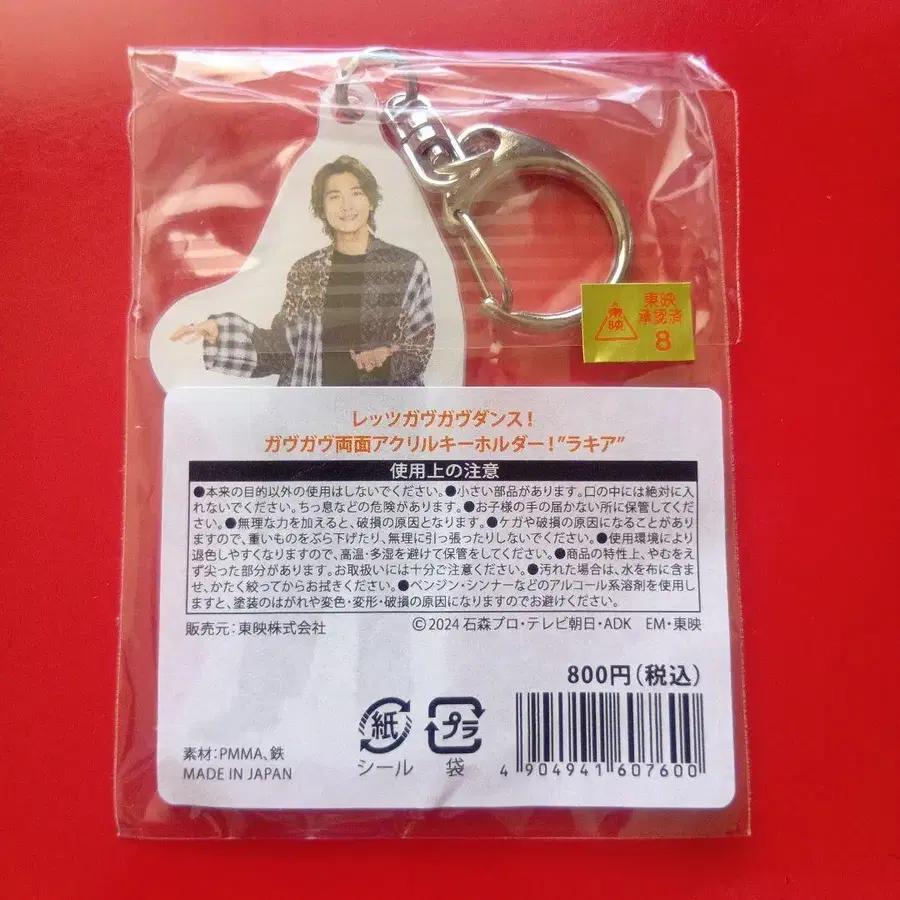 東映
東映
承認済
8
レッツガヴガヴダンス!
ガヴガヴ両面アクリルキーホルダー!"ラキア"
使用上の注意
●本来の目的以外の使用はしないでください。●小さい部品があります。口の中には絶対に入
れないでください。ちっ息などの危険があります。●お子様の手の届かない所に保管してくだ
さい。●無理な力を加えると、破損の原因となります。●ケガや破損の原因になることがあり
ますので、重いものをぶら下げたり、無理に引っ張ったりしないでください。●使用環境により
退色しやすくなりますので、高温・多湿を避けて保管をしてください。●商品の特性上、やむをえ
ず尖った部分があります。お取扱いには十分ご注意ください。●汚れた場合は、水を布に含ま
せ、かたく絞ってからお拭きください。●ベンジン・シンナーなどのアルコール系溶剤を使用し
ますと、塗装のはがれや変色・変形・破損の原因になりますのでお避けください。
販売元:東映株式会社 ©2024 石森プロ・テレビ朝日・ADK EM・東映
800円(税込)
紙 プラ
シール 袋
素材:PMMA、鉄
MADE IN JAPAN
4 904941 607600